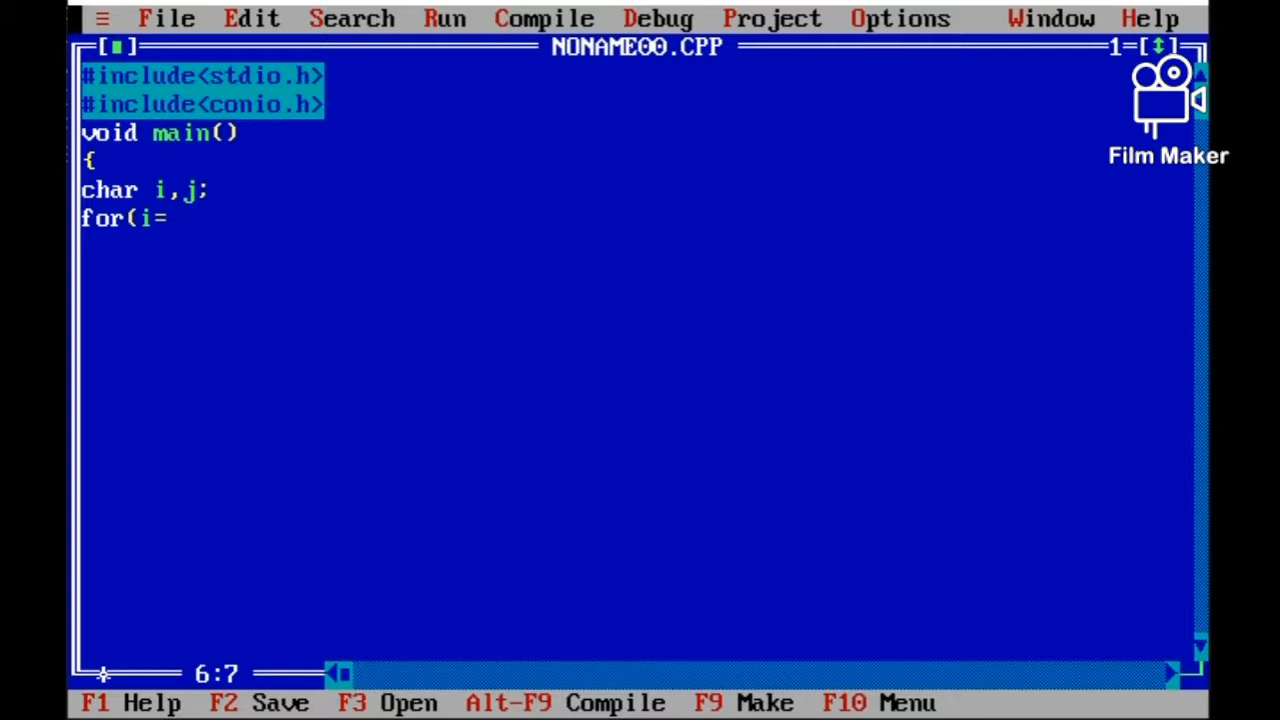 ≡ File Edit Search Run Compile Debug Project Options Window Help
[■] NONAME00.CPP 1=[↕]
#include<stdio.h>
#include<conio.h>
void main()
{
char i,j;
for(i=
Film Maker
6:7
F1 Help F2 Save F3 Open Alt-F9 Compile F9 Make F10 Menu